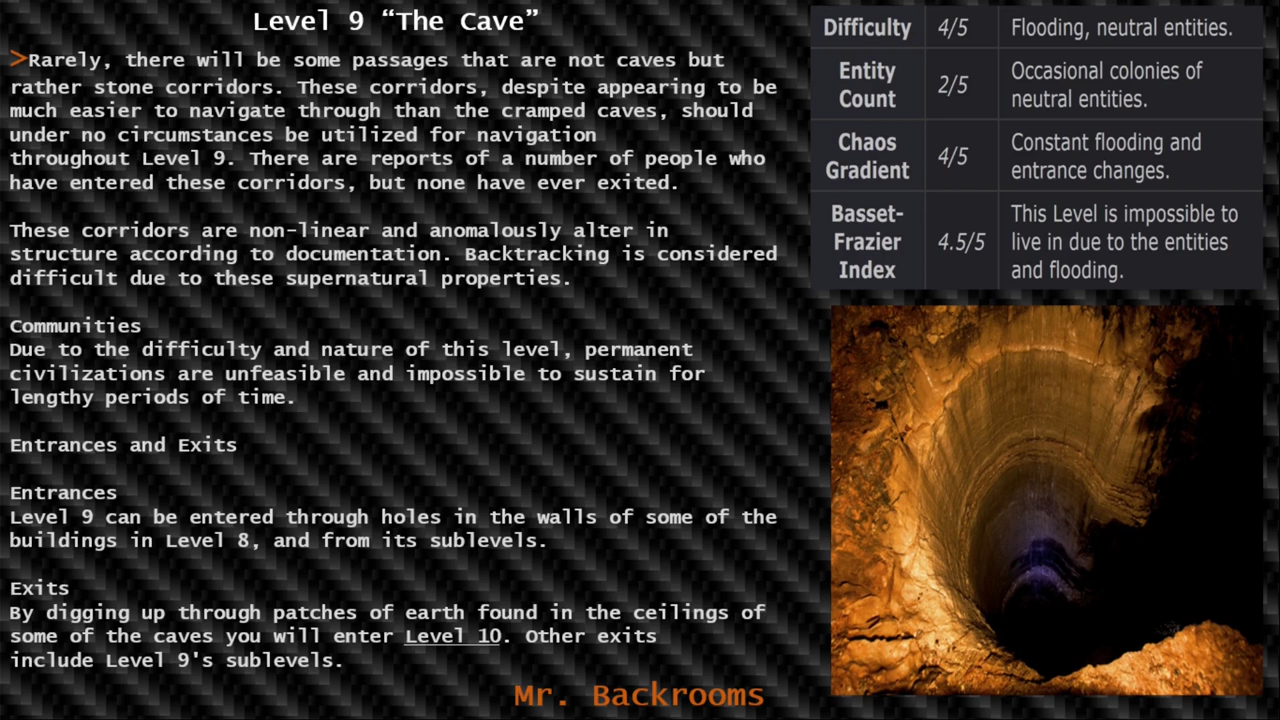 Level 9 “The Cave”
>Rarely, there will be some passages that are not caves but
rather stone corridors. These corridors, despite appearing to be
much easier to navigate through than the cramped caves, should
under no circumstances be utilized for navigation
throughout Level 9. There are reports of a number of people who
have entered these corridors, but none have ever exited.
These corridors are non-linear and anomalously alter in
structure according to documentation. Backtracking is considered
difficult due to these supernatural properties.
Communities
Due to the difficulty and nature of this level, permanent
civilizations are unfeasible and impossible to sustain for
lengthy periods of time.
Entrances and Exits
Entrances
Level 9 can be entered through holes in the walls of some of the
buildings in Level 8, and from its sublevels.
Exits
By digging up through patches of earth found in the ceilings of
some of the caves you will enter Level 10. Other exits
include Level 9's sublevels.
Mr. Backrooms
Difficulty 4/5 Flooding, neutral entities.
Entity
Count
2/5
Occasional colonies of
neutral entities.
Chaos
Gradient
4/5
Constant flooding and
entrance changes.
Basset-
Frazier
Index
4.5/5
This Level is impossible to
live in due to the entities
and flooding.